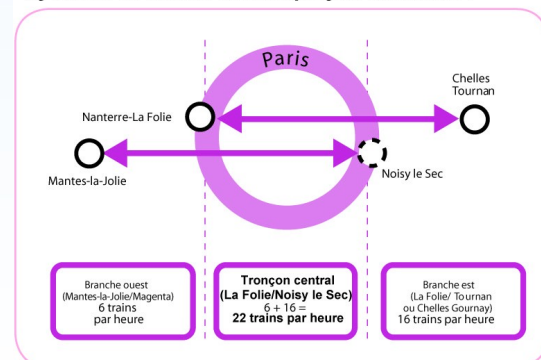 Paris
Chelles
Tournan
Nanterre-La Folie
Mantes-la-Jolie
Noisy le Sec
Branche ouest
(Mantes-la-Jolie/Magenta)
6 trains
par heure
Tronçon central
(La Folie/Noisy le Sec)
6 + 16 =
22 trains par heure
Branche est
(La Folie/ Tournan
ou Chelles Gournay)
16 trains par heure